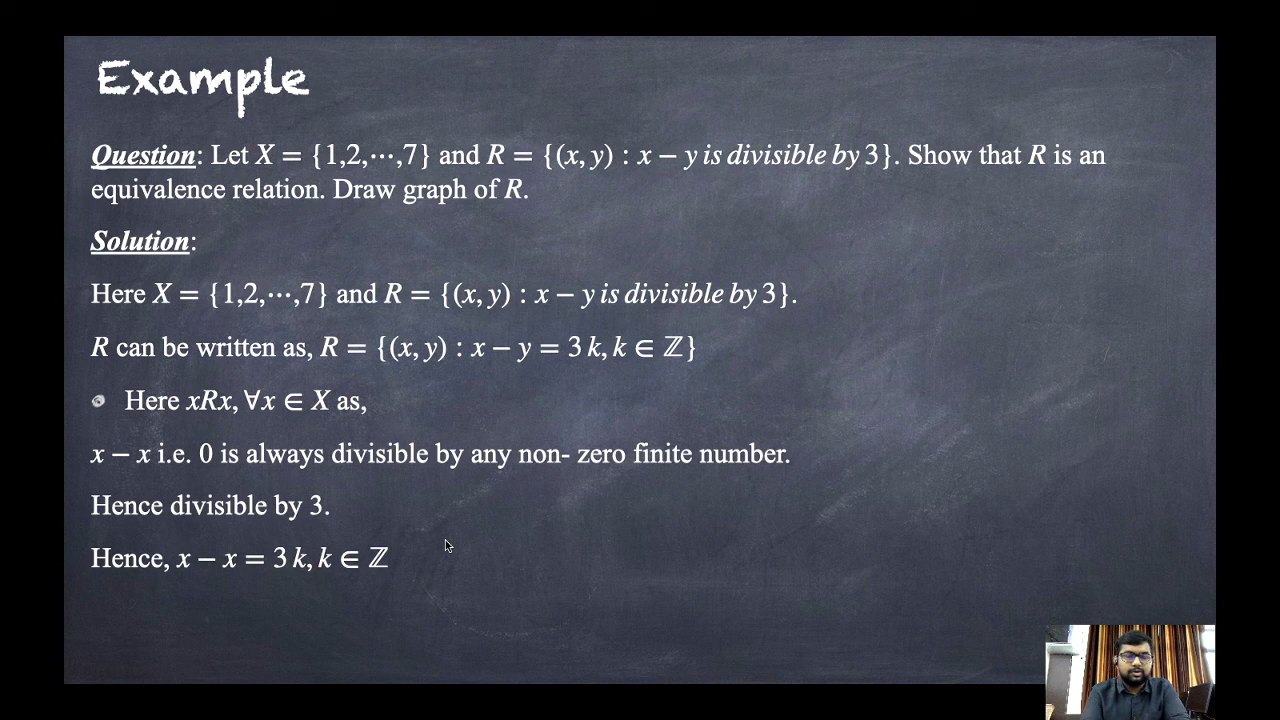 Example
Question: Let X = {1,2,⋯,7} and R = {(x, y) : x − y is divisible by 3}. Show that R is an
equivalence relation. Draw graph of R.
Solution:
Here X = {1,2,⋯,7} and R = {(x, y) : x − y is divisible by 3}.
R can be written as, R = {(x, y) : x − y = 3 k, k ∈ ℤ}
Here xRx, ∀x ∈ X as,
x − x i.e. 0 is always divisible by any non- zero finite number.
Hence divisible by 3.
Hence, x − x = 3 k, k ∈ ℤ